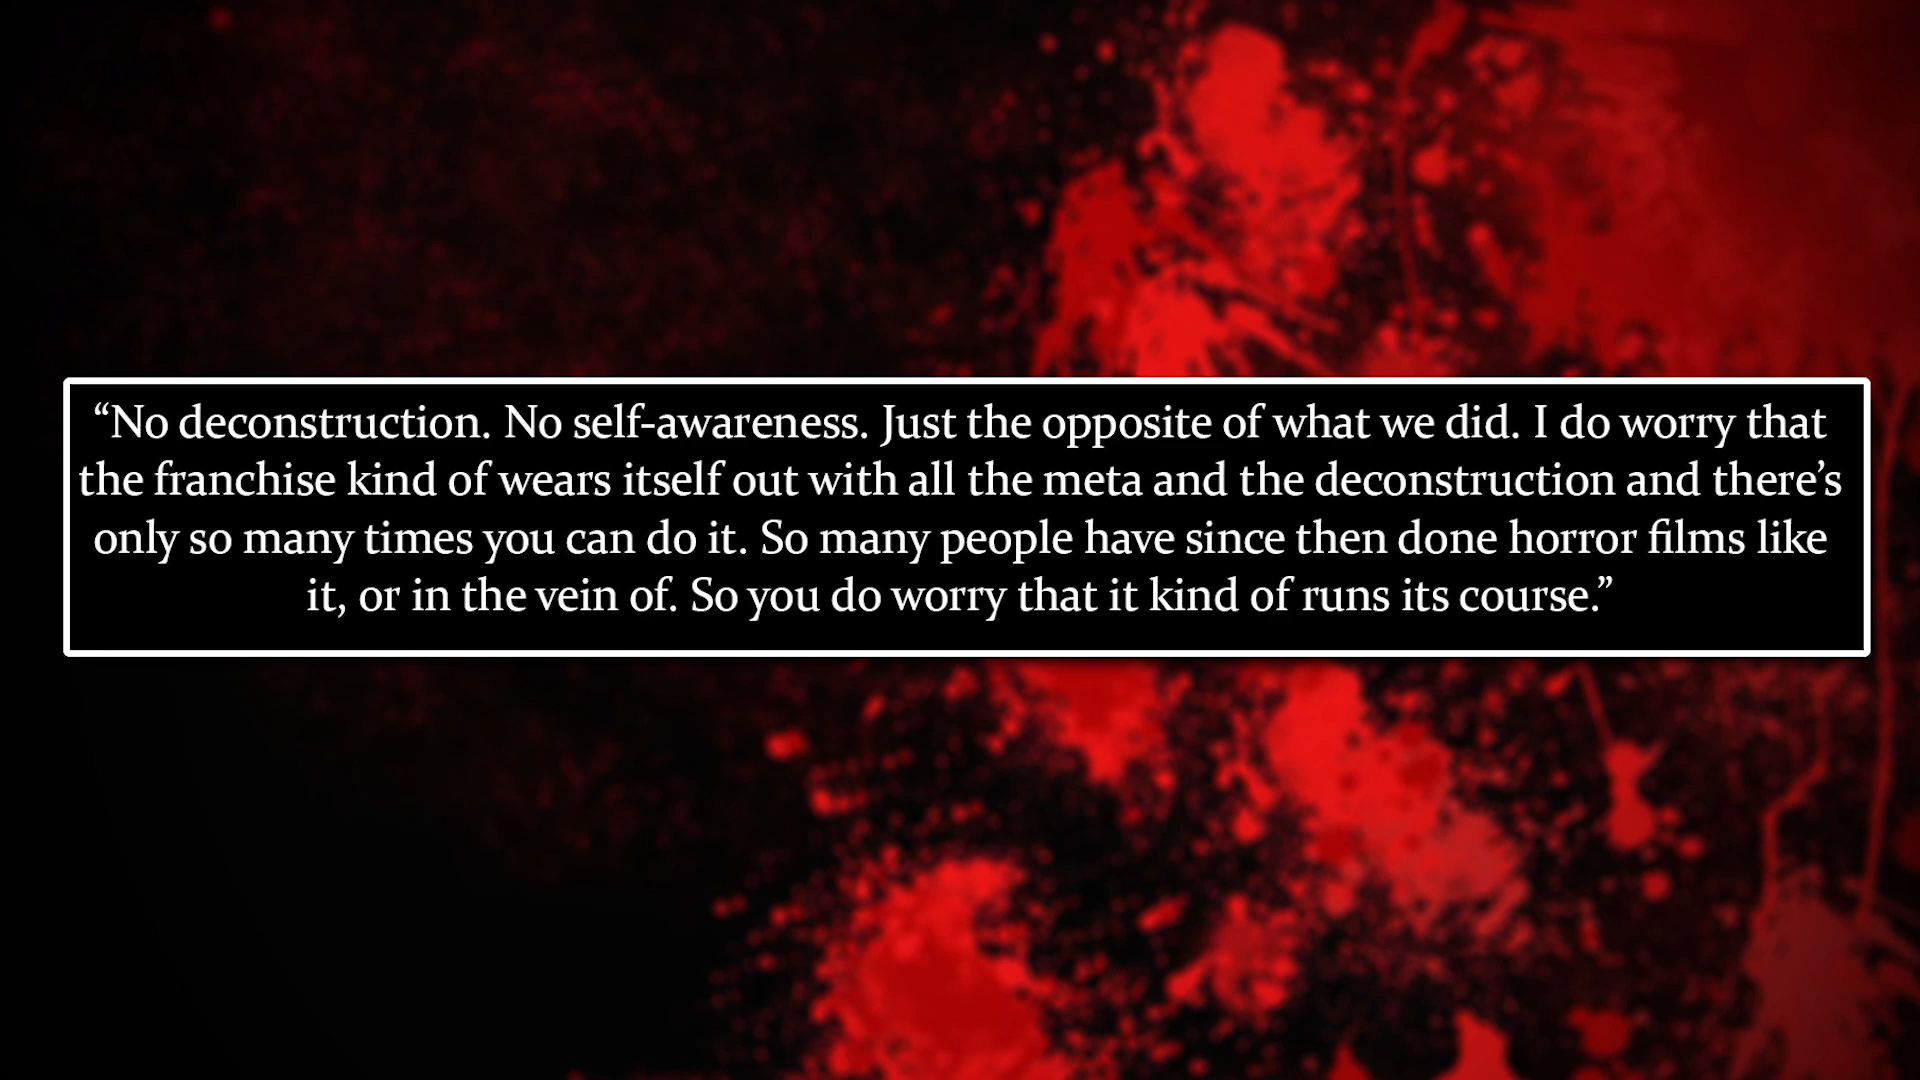 “No deconstruction. No self-awareness. Just the opposite of what we did. I do worry that
the franchise kind of wears itself out with all the meta and the deconstruction and there’s
only so many times you can do it. So many people have since then done horror films like
it, or in the vein of. So you do worry that it kind of runs its course.”